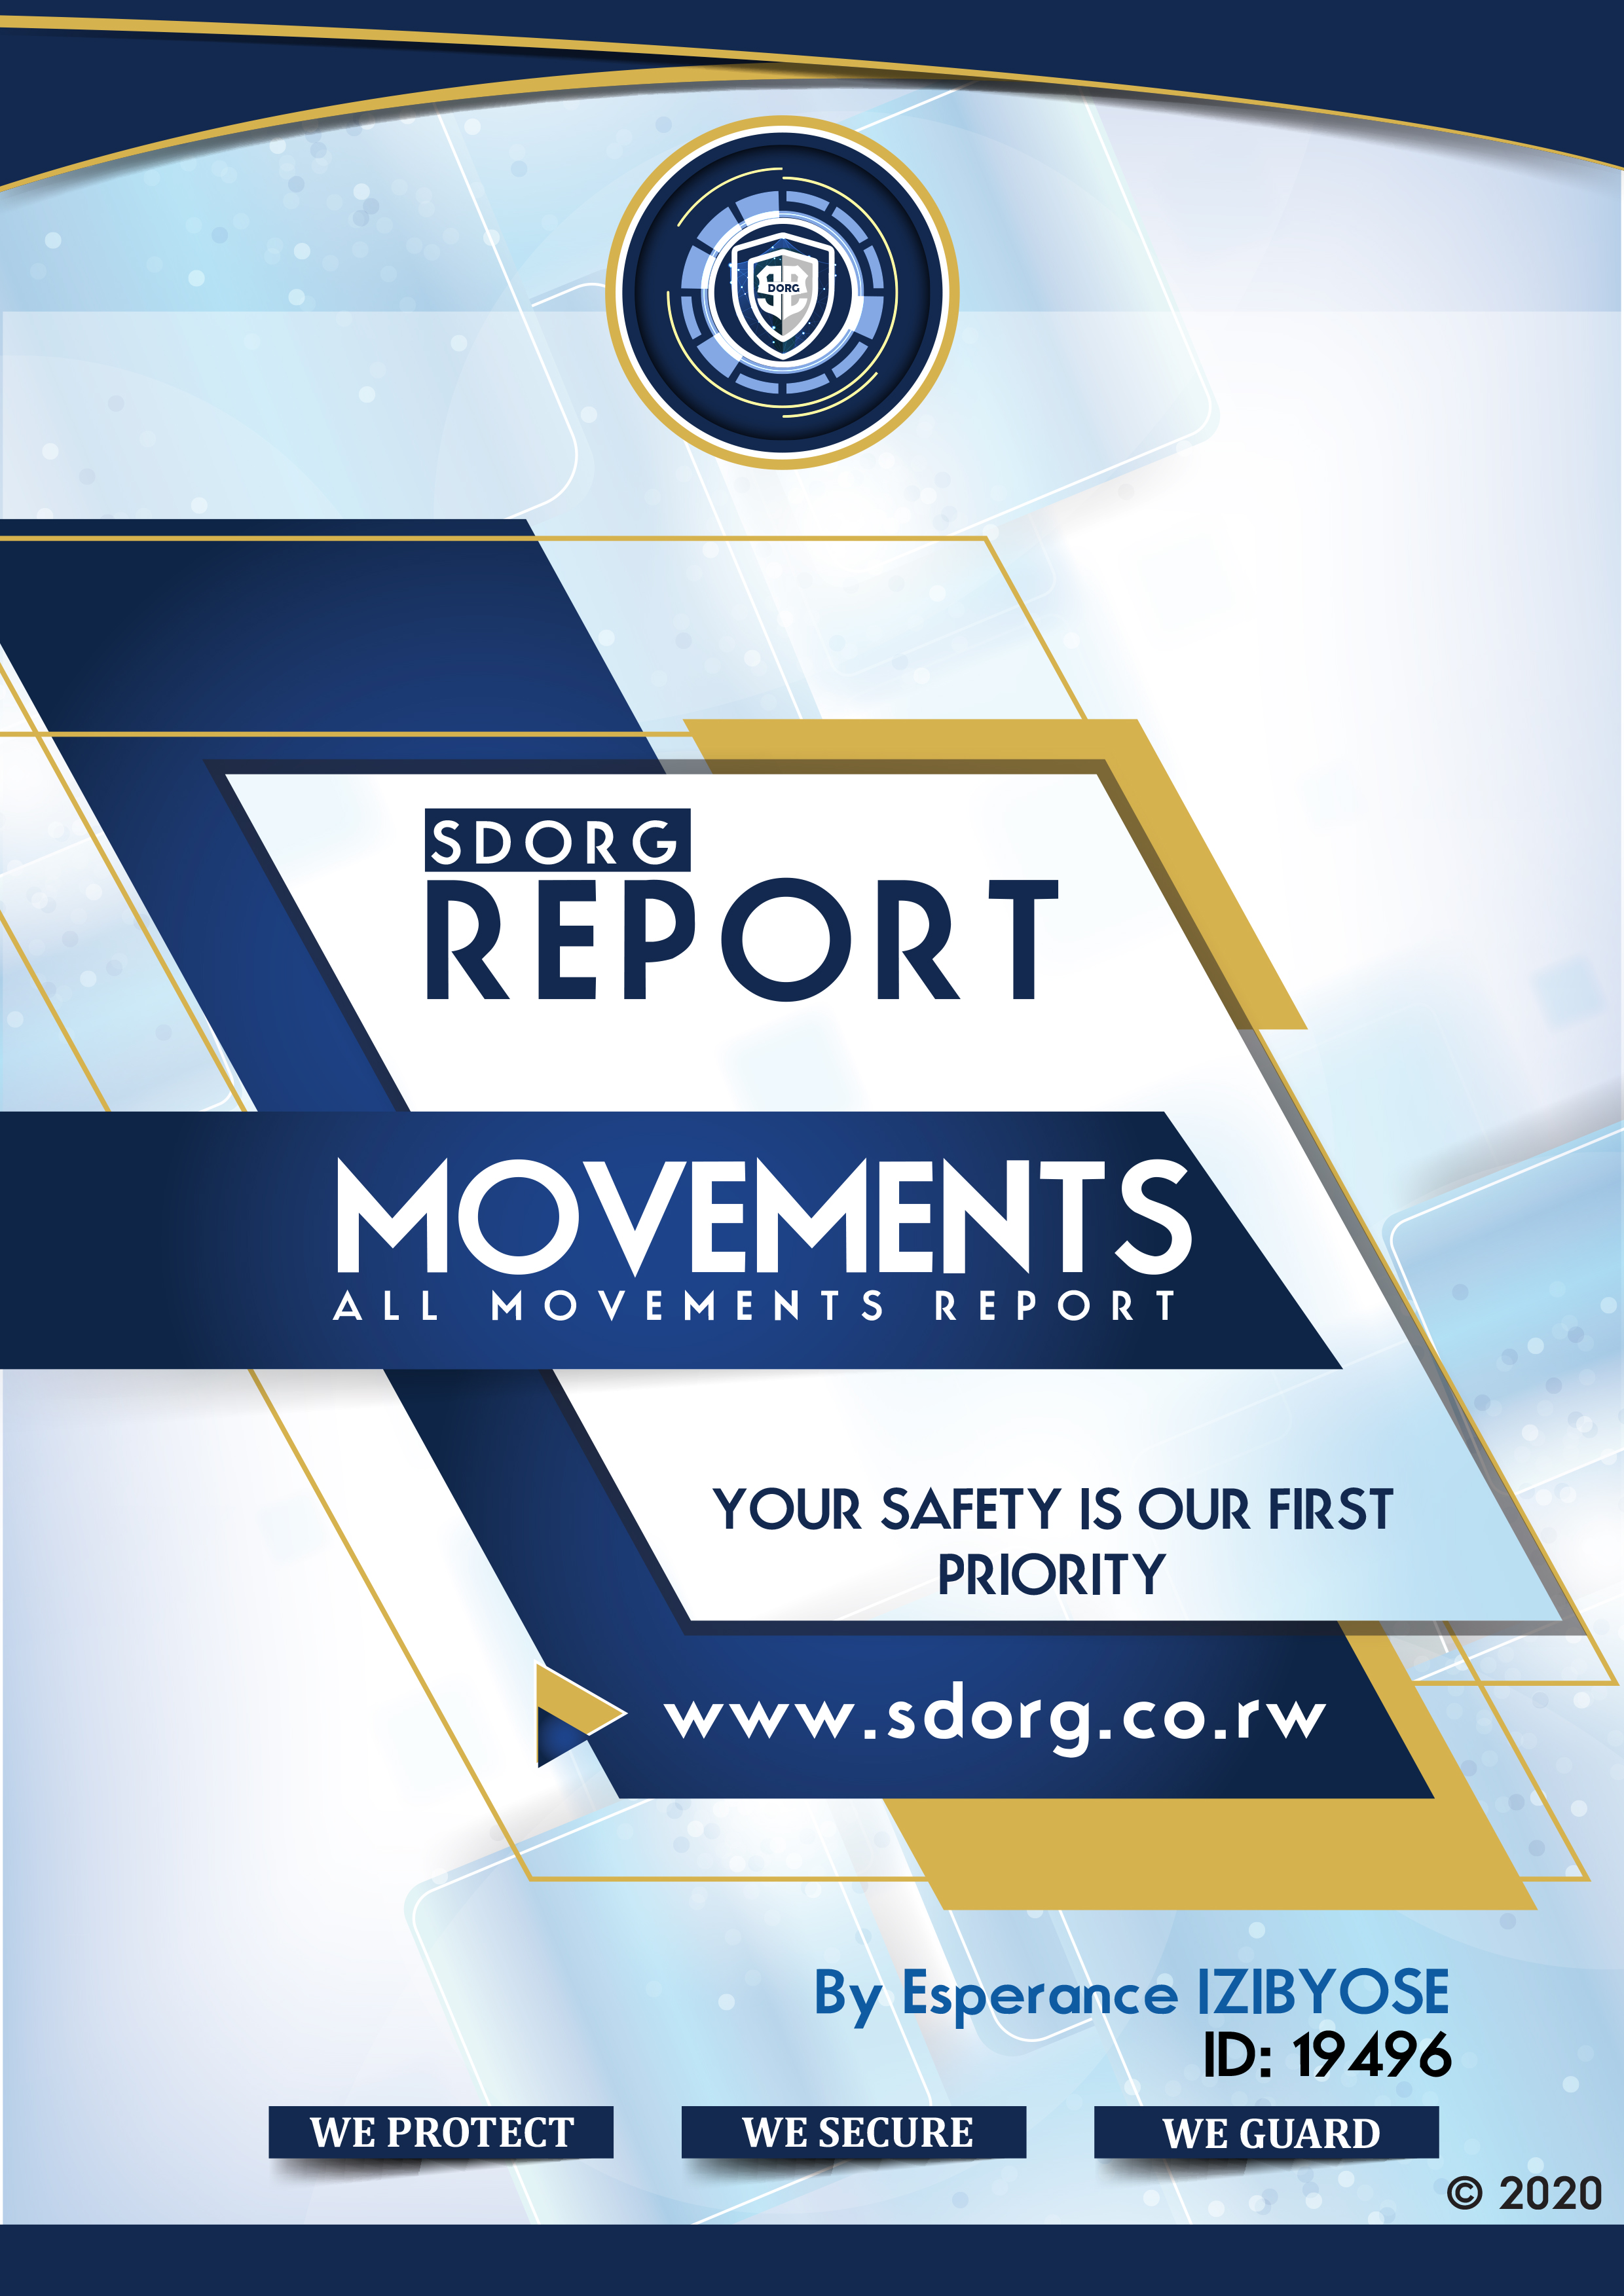 DORG
SDORG
REPORT
MOVEMENTS
ALL MOVEMENTS REPORT
YOUR SAFETY IS OUR FIRST
PRIORITY
www.sdorg.co.rw
By Esperance IZIBYOSE
ID: 19496
WE PROTECT
WE SECURE
WE GUARD
© 2020